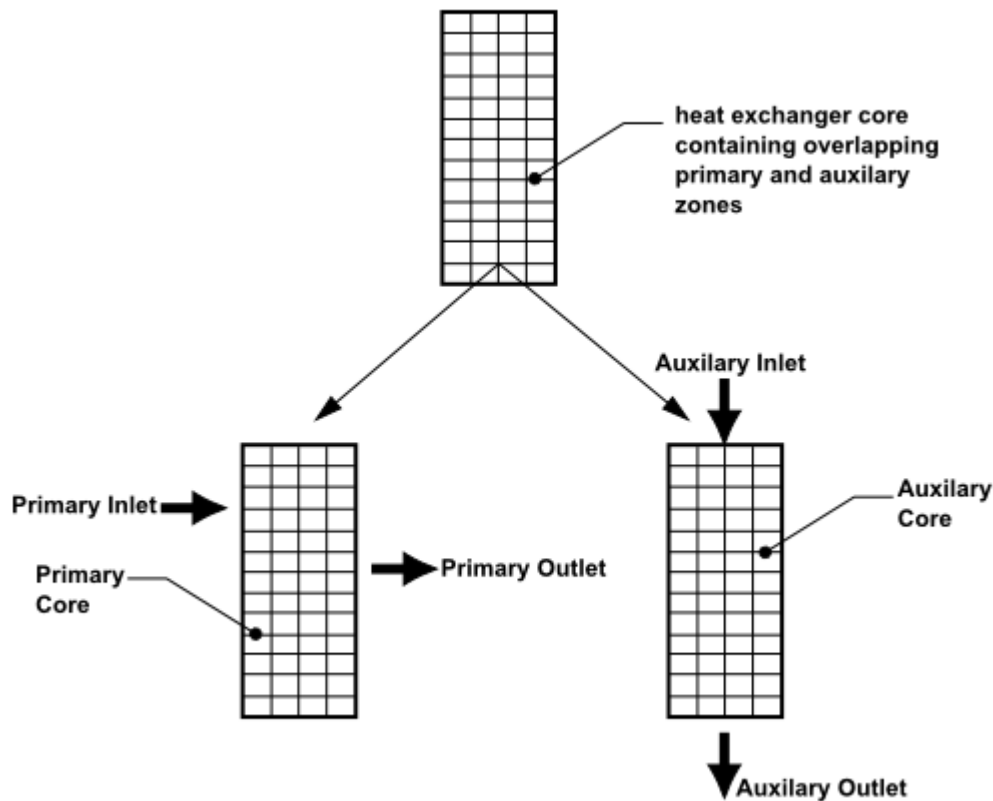 heat exchanger core
containing overlapping
primary and auxilary
zones
Auxilary Inlet
Primary Inlet
Auxilary
Core
Primary Outlet
Primary
Core
Auxilary Outlet